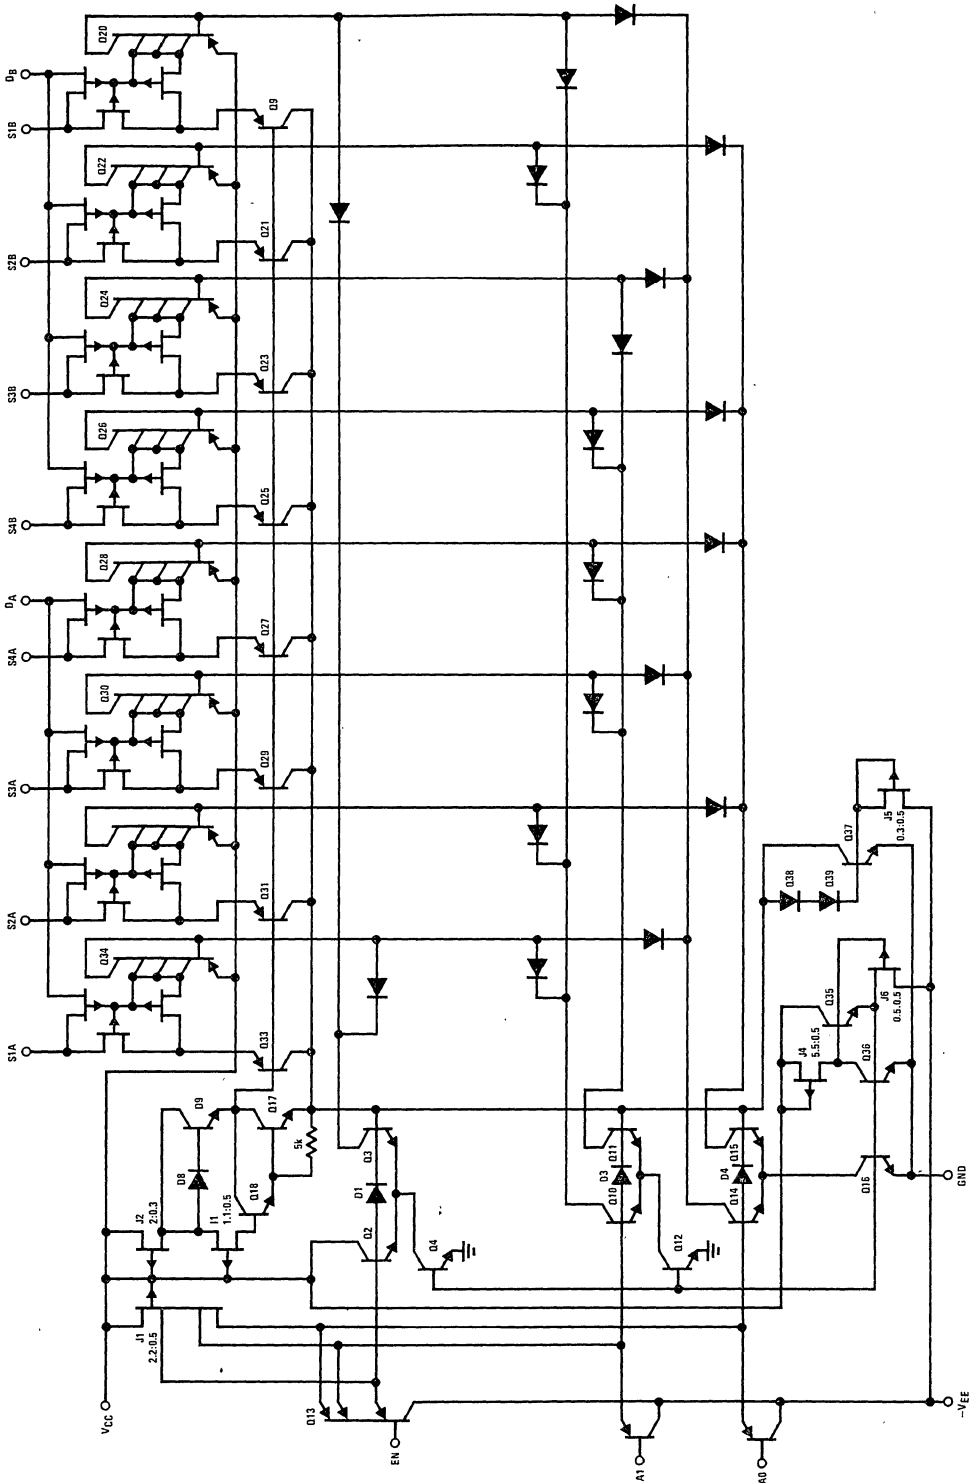 DB
S1B
Q20
Q9
S2B
Q22
Q21
S3B
Q24
Q23
S4B
Q26
Q25
DA
S4A
Q28
Q27
S3A
Q30
Q29
S2A
Q31
S1A
Q34
Q33
VCC
J1
2.2:0.5
J2
2:0.3
I1
1.1:0.5
D8
D9
Q18
Q17
5k
Q13
EN
Q2
D1
Q3
Q4
A1
Q10
D3
Q11
Q12
A0
Q14
D4
Q15
Q16
J4
5.5:0.5
Q35
Q36
J6
0.5.0.5
Q38
Q39
Q37
J5
0.3:0.5
GND
-VEE